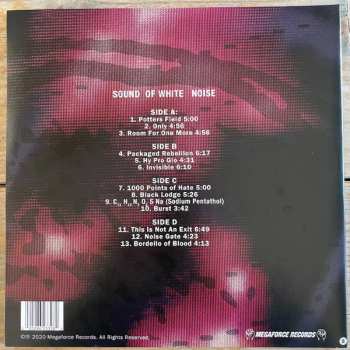 SOUND OF WHITE NOISE
SIDE A:
1. Potters Field 5:00
2. Only 4:56
3. Room For One More 4:56
SIDE B
4. Packaged Rebellion 6:17
5. Hy Pro Glo 4:31
6. Invisible 6:10
SIDE C
7. 1000 Points of Hate 5:00
8. Black Lodge 5:25
10. Burst 3:42
SIDE D
11. This Is Not An Exit 6:49
12. Noise Gate 4:23
13. Bordello of Blood 4:13
2020 Megaforce Records. All Rights Reserved.
MEGAFORCE RECORDS